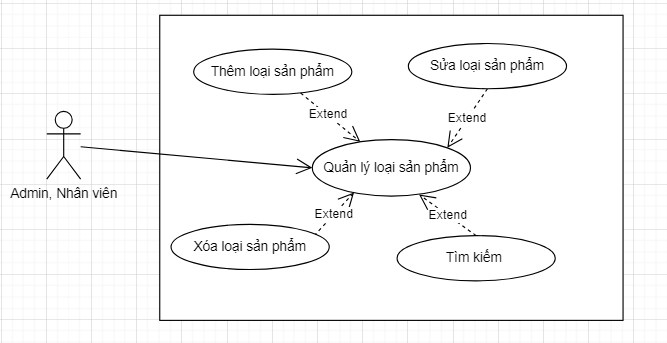 Thêm loại sản phẩm
Sửa loại sản phẩm
Extend
Extend
Quản lý loại sản phẩm
Admin, Nhân viên
Extend
Extend
Xóa loại sản phẩm
Tìm kiếm